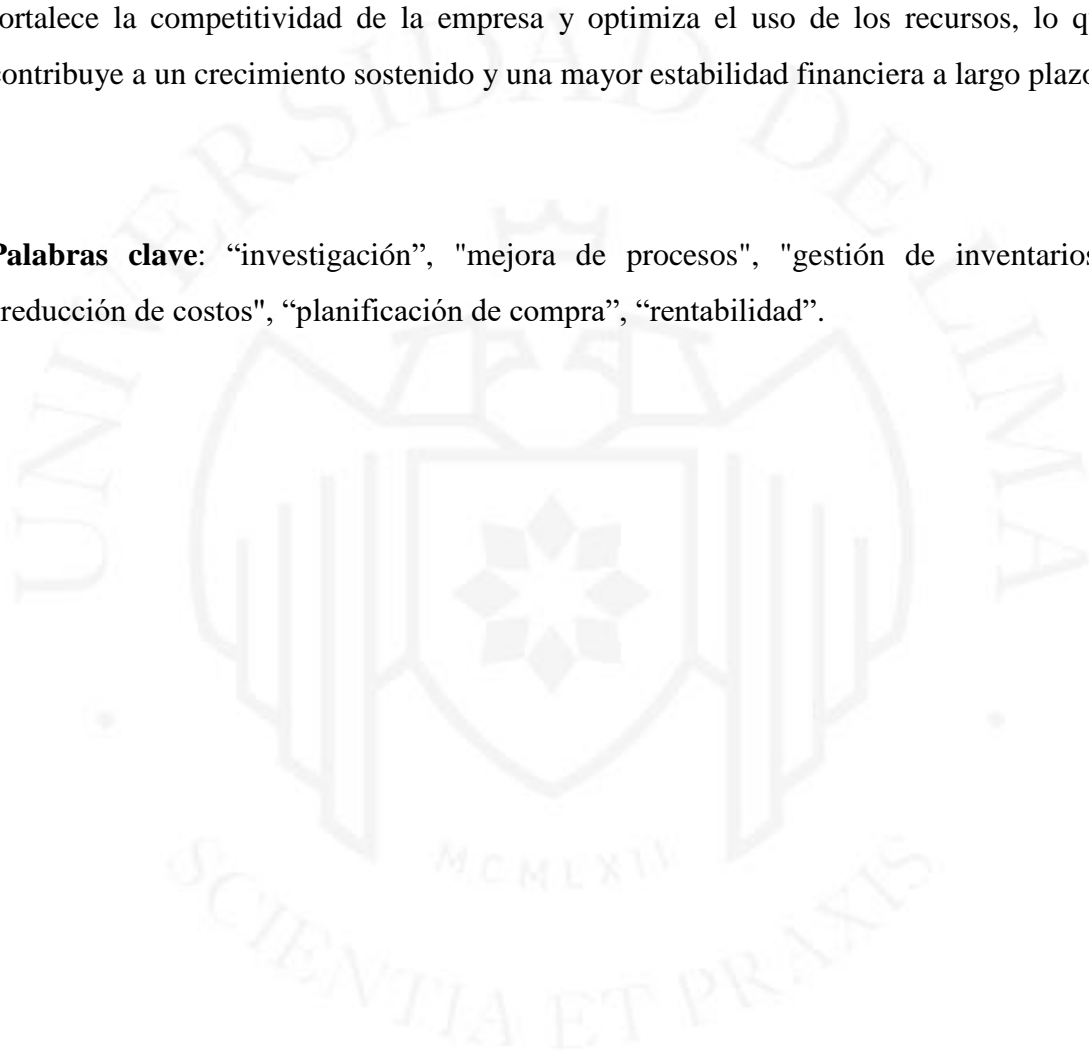 fortalece la competitividad de la empresa y optimiza el uso de los recursos, lo
contribuye a un crecimiento sostenido y una mayor estabilidad financiera a largo plazo
Palabras clave: “investigación”, "mejora de procesos", "gestión de inventarios
reducción de costos", “planificación de compra”, “rentabilidad”.
UNIVERSIDAD DE LIMA
MCMLXII
SCIENTIA ET PRAXIS